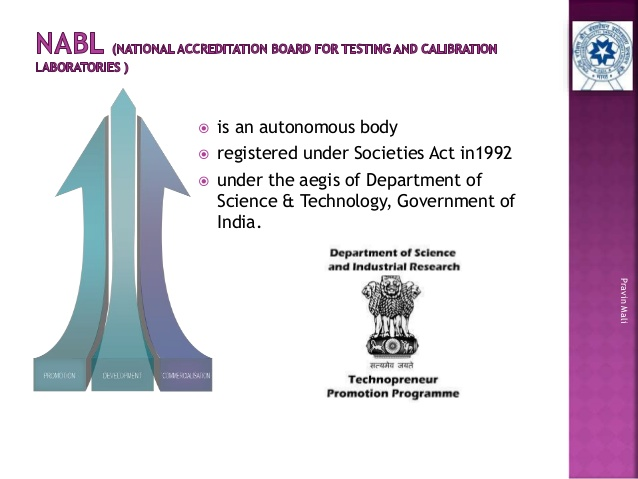 NABL (NATIONAL ACCREDITATION BOARD FOR TESTING AND CALIBRATION
LABORATORIES )
is an autonomous body
registered under Societies Act in1992
under the aegis of Department of
Science & Technology, Government of
India.
Department of Science
and Industrial Research
सत्यमेव जयते
Technopreneur
Promotion Programme
PROMOTION
DEVELOPMENT
COMMERCIALISATION
Pravin Mali